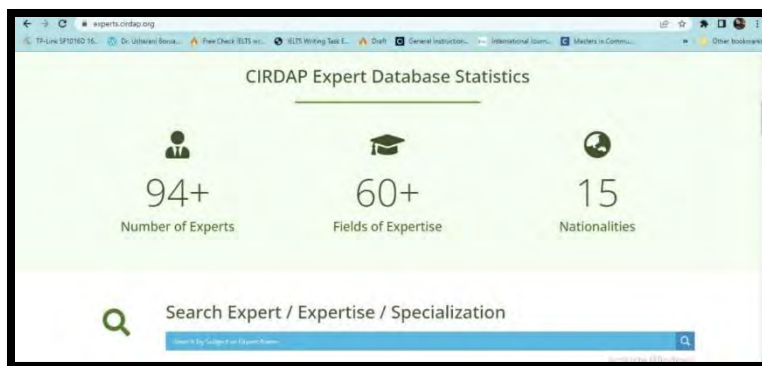 experts.cirdap.org
TP-Link SF1016D 16... Dr. Usharani Boruа... Free Check IELTS wr... IELTS Writing Task I... Draft General Instruction... International Journ... Masters in Commu... Other bookmarks
CIRDAP Expert Database Statistics
94+ 60+ 15
Number of Experts Fields of Expertise Nationalities
Search Expert / Expertise / Specialization
Search by Subject or Expert Name